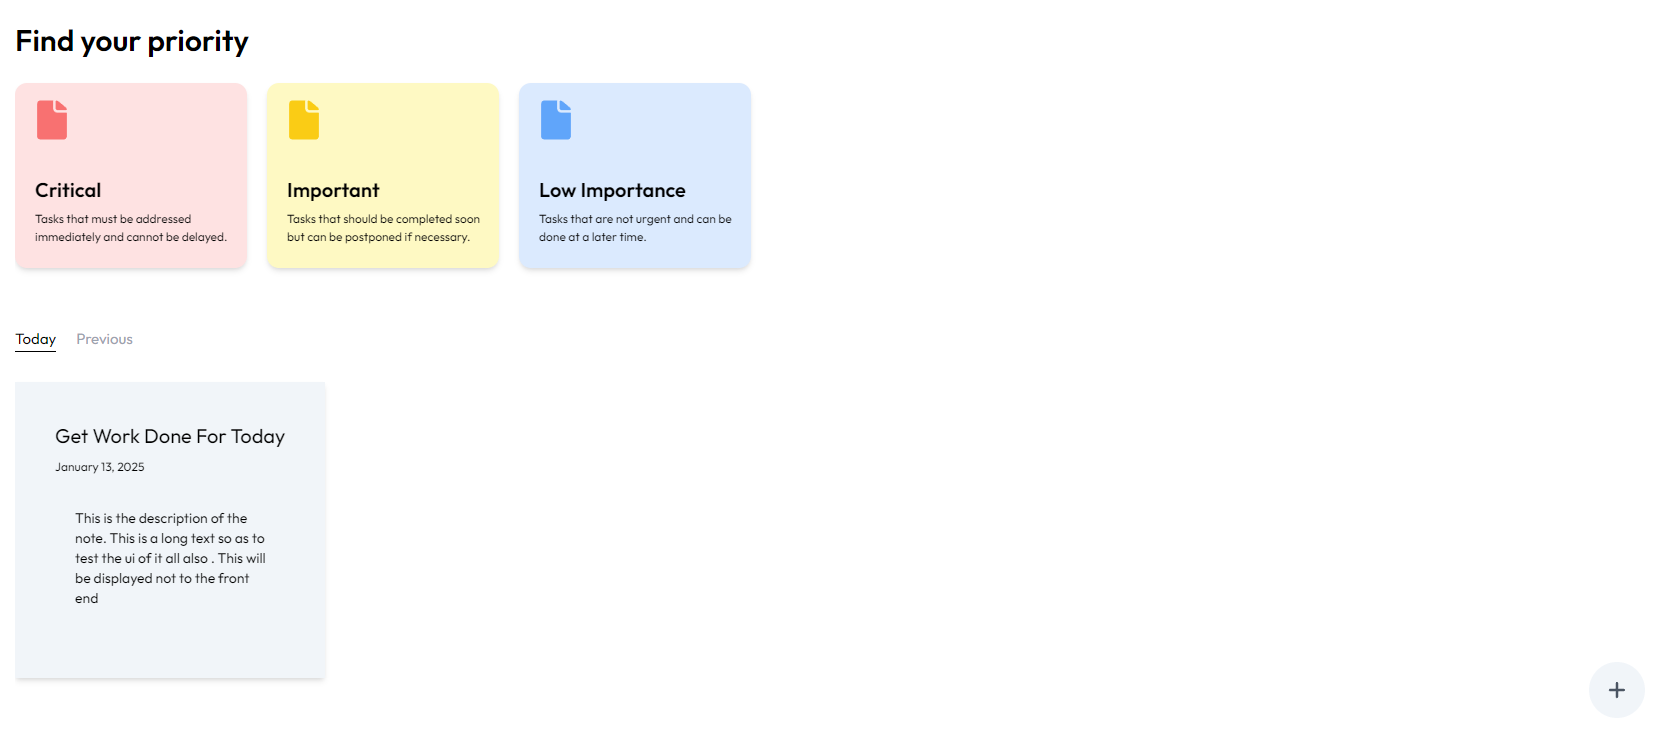 Find your priority
Critical
Tasks that must be addressed
immediately and cannot be delayed.
Important
Tasks that should be completed soon
but can be postponed if necessary.
Low Importance
Tasks that are not urgent and can be
done at a later time.
Today
Previous
Get Work Done For Today
January 13, 2025
This is the description of the
note. This is a long text so as to
test the ui of it all also . This will
be displayed not to the front
end
+